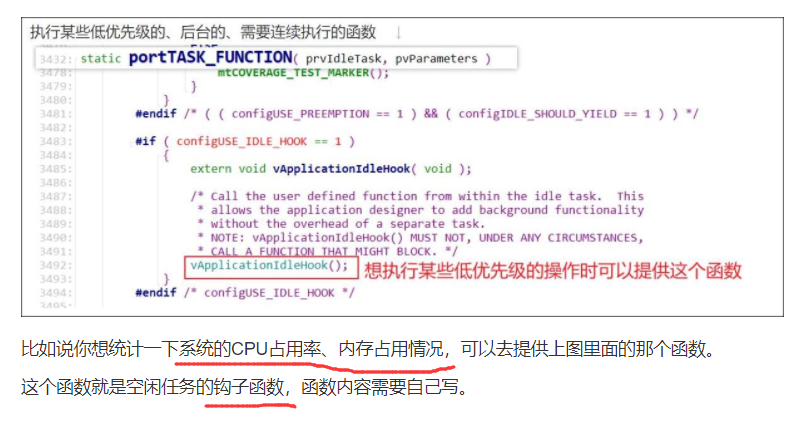 执行某些低优先级的、后台的、需要连续执行的函数 ↓
3432: static portTASK_FUNCTION( prvIdleTask, pvParameters )
3478: mtCOVERAGE_TEST_MARKER();
3479: }
3480: }
3481: #endif /* ( ( configUSE_PREEMPTION == 1 ) && ( configIDLE_SHOULD_YIELD == 1 ) ) */
3482:
3483: #if ( configUSE_IDLE_HOOK == 1 )
3484: {
3485: extern void vApplicationIdleHook( void );
3486:
3487: /* Call the user defined function from within the idle task. This
3488: * allows the application designer to add background functionality
3489: * without the overhead of a separate task.
3490: * NOTE: vApplicationIdleHook() MUST NOT, UNDER ANY CIRCUMSTANCES,
3491: * CALL A FUNCTION THAT MIGHT BLOCK. */
3492: vApplicationIdleHook(); 想执行某些低优先级的操作时可以提供这个函数
3493: }
3494: #endif /* configUSE_IDLE_HOOK */
比如说你想统计一下系统的CPU占用率、内存占用情况，可以去提供上图里面的那个函数。
这个函数就是空闲任务的钩子函数，函数内容需要自己写。